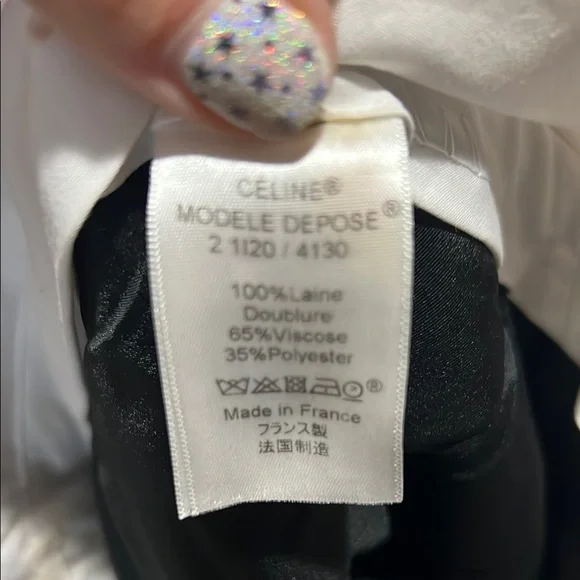 CELINE®
MODELE DEPOSE®
2 1I20 / 4130
100%Laine
Doublure
65%Viscose
35%Polyester
Made in France
フランス製
法国制造